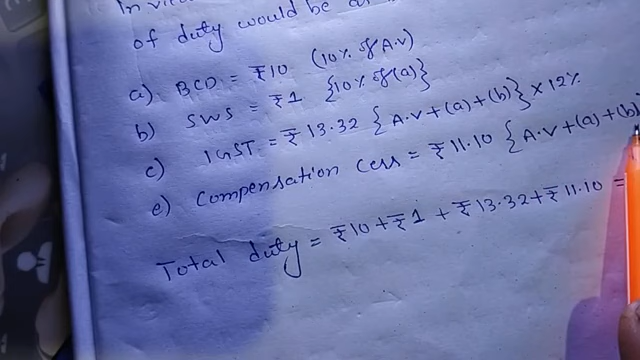 of duty would be
a) BCD = ₹10 (10% of A.V)
b) SWS = ₹1 {10% of (a)}
c) IGST = ₹13.32 {A.V+(a)+(b)} × 12%
e) Compensation Cess = ₹11.10 {A.V+(a)+(b)
Total duty = ₹10+₹1+₹13.32+₹11.10 =